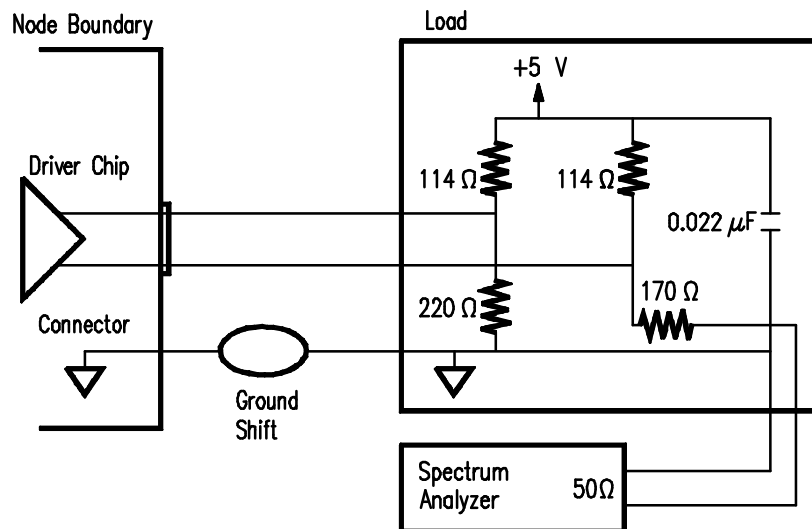 Node Boundary
Load
+5 V
Driver Chip
114 Ω
114 Ω
0.022 μF
170 Ω
220 Ω
Connector
Ground
Shift
Spectrum
Analyzer
50Ω